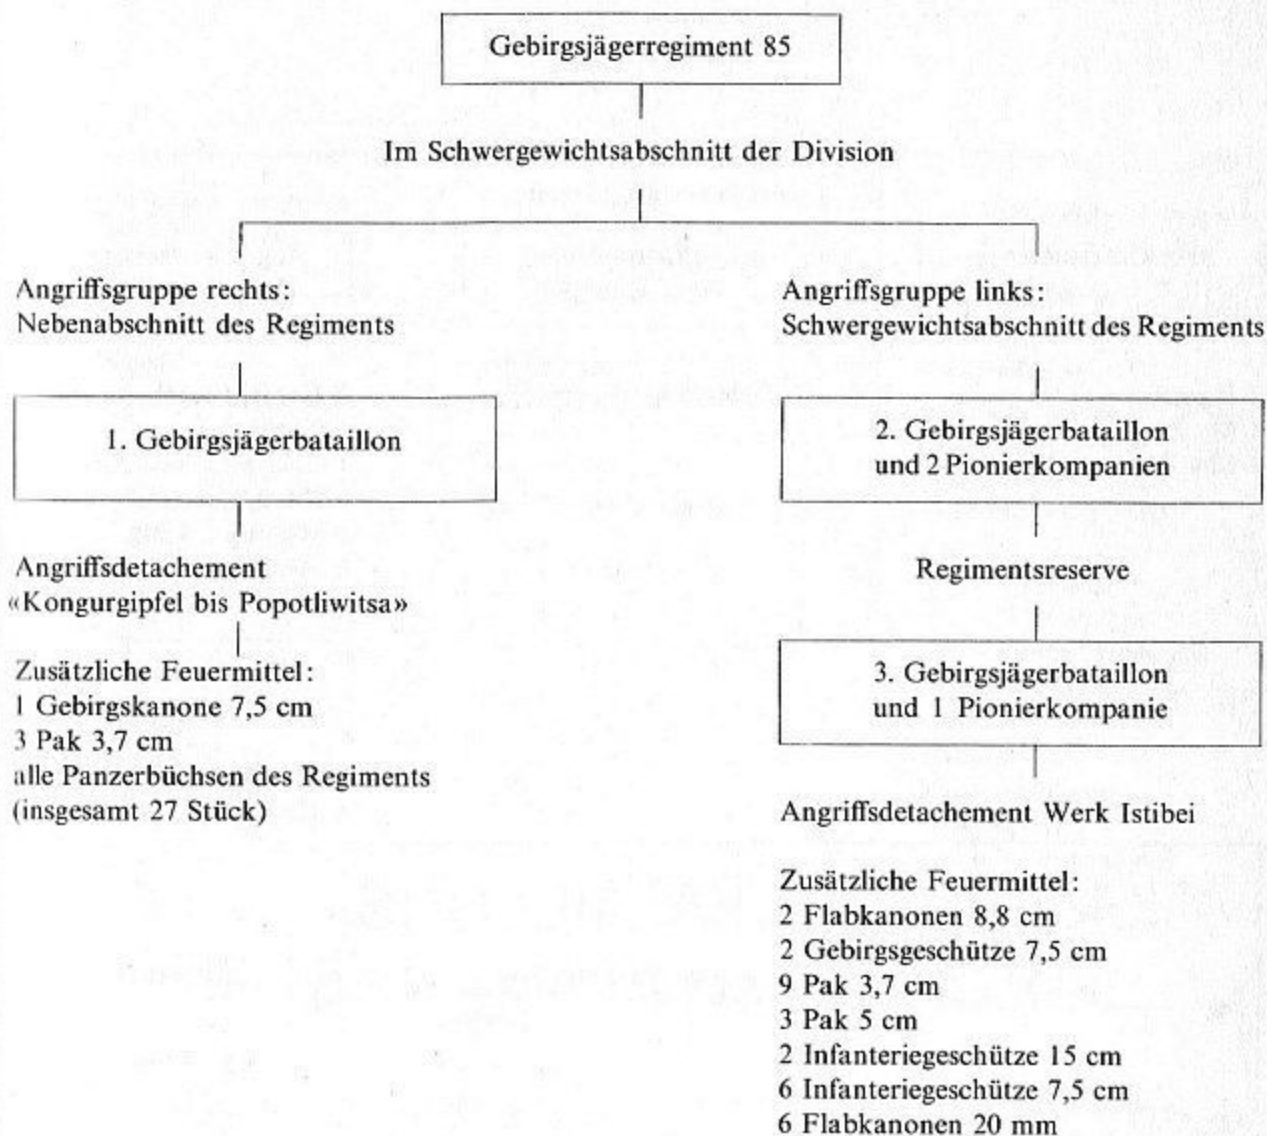 Gebirgsjägerregiment 85
Im Schwergewichtsabschnitt der Division
Angriffsgruppe rechts:
Nebenabschnitt des Regiments
1. Gebirgsjägerbataillon
Angriffsdetachement
«Kongurgipfel bis Popotliwitsa»
Zusätzliche Feuermittel:
1 Gebirgskanone 7,5 cm
3 Pak 3,7 cm
alle Panzerbüchsen des Regiments
(insgesamt 27 Stück)
Angriffsgruppe links:
Schwergewichtsabschnitt des Regiments
2. Gebirgsjägerbataillon
und 2 Pionierkompanien
Regimentsreserve
3. Gebirgsjägerbataillon
und 1 Pionierkompanie
Angriffsdetachement Werk Istibei
Zusätzliche Feuermittel:
2 Flabkanonen 8,8 cm
2 Gebirgsgeschütze 7,5 cm
9 Pak 3,7 cm
3 Pak 5 cm
2 Infanteriegeschütze 15 cm
6 Infanteriegeschütze 7,5 cm
6 Flabkanonen 20 mm